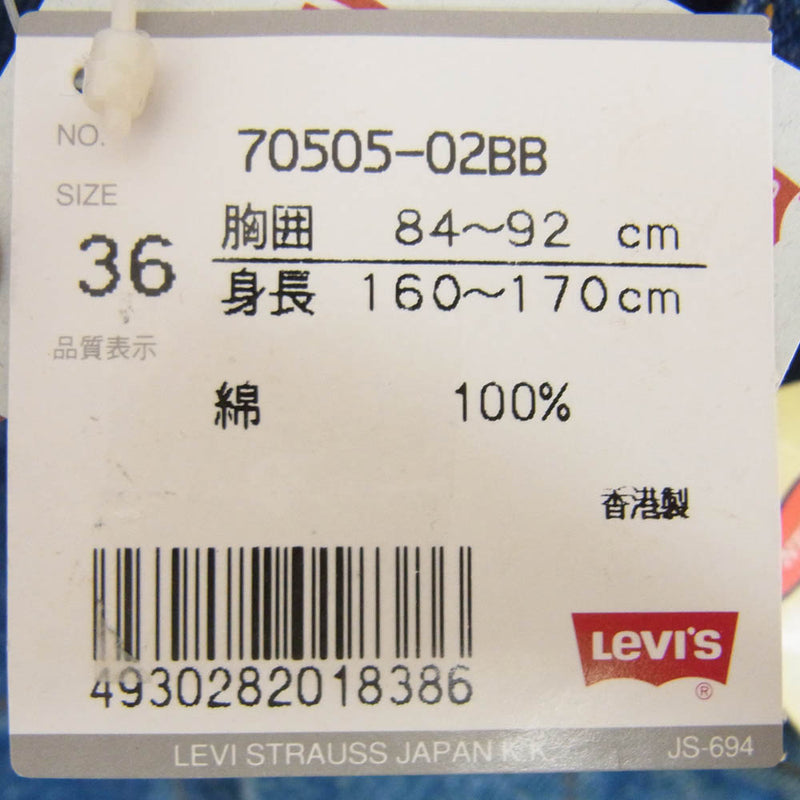 NO. 70505-02BB
SIZE
36
胸囲 84〜92 cm
身長 160〜170cm
品質表示
綿 100%
香港製
4930282018386
LEVI'S
®
LEVI STRAUSS JAPAN K.K.
JS-694